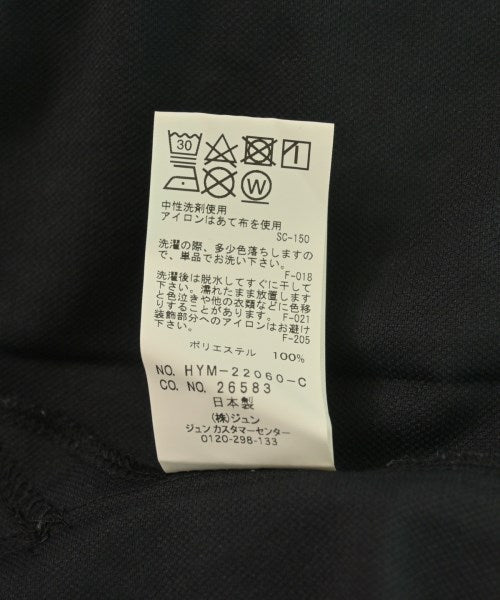 30
W
中性洗剤使用
アイロンはあて布を使用
SC-150
洗濯の際、多少色落ちしますの
で、単品でお洗い下さい。
F-018
洗濯後は脱水してすぐに干して
下さい。濡れたまま放置します
と色泣きや他の衣類などに色移
りすることがあります。 F-021
装飾部分へのアイロンはお避け
下さい。 F-205
ポリエステル 100%
NO. HYM-22060-C
CO. NO. 26583
日本製
(株)ジュン
ジュン カスタマーセンター
0120-298-133